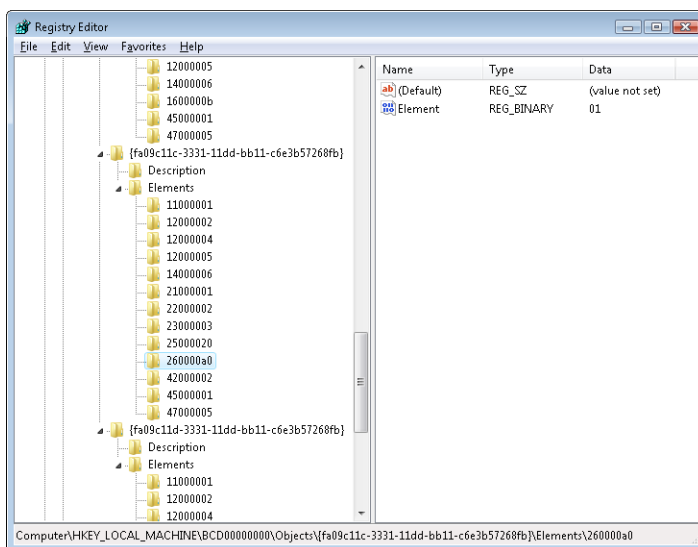 Registry Editor
File Edit View Favorites Help
12000005
14000006
1600000b
45000001
47000005
{fa09c11c-3331-11dd-bb11-c6e3b57268fb}
Description
Elements
11000001
12000002
12000004
12000005
14000006
21000001
22000002
23000003
25000020
260000a0
42000002
45000001
47000005
{fa09c11d-3331-11dd-bb11-c6e3b57268fb}
Description
Elements
11000001
12000002
12000004
Name Type Data
(Default) REG_SZ (value not set)
Element REG_BINARY 01
Computer\HKEY_LOCAL_MACHINE\BCD00000000\Objects\{fa09c11c-3331-11dd-bb11-c6e3b57268fb}\Elements\260000a0